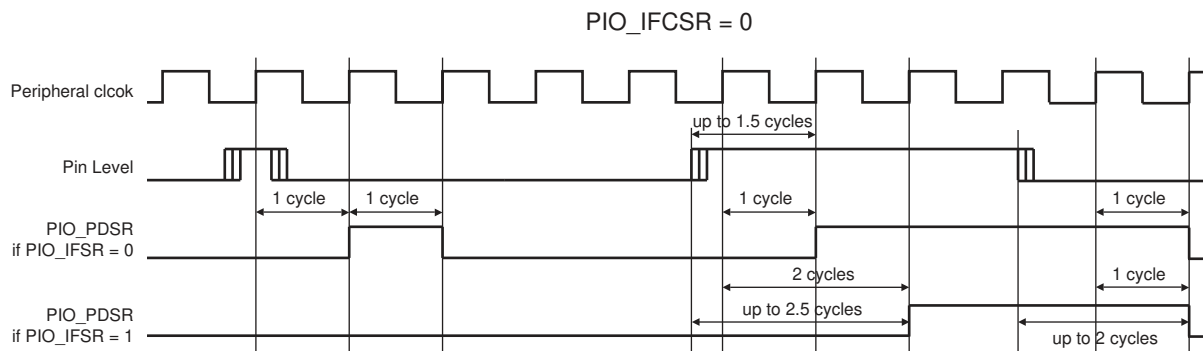 PIO_IFCSR = 0
Peripheral clcok
up to 1.5 cycles
Pin Level
1 cycle
1 cycle
1 cycle
1 cycle
PIO_PDSR
if PIO_IFSR = 0
2 cycles
1 cycle
up to 2.5 cycles
up to 2 cycles
PIO_PDSR
if PIO_IFSR = 1